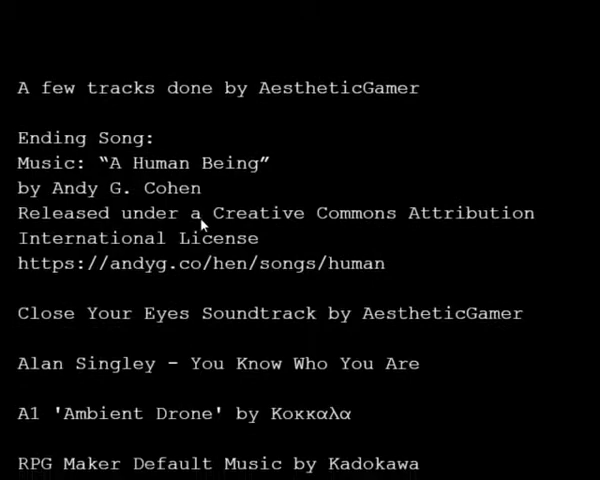 A few tracks done by AestheticGamer
Ending Song:
Music: “A Human Being”
by Andy G. Cohen
Released under a Creative Commons Attribution
International License
https://andyg.co/hen/songs/human
Close Your Eyes Soundtrack by AestheticGamer
Alan Singley - You Know Who You Are
A1 'Ambient Drone' by Κοκκαλα
RPG Maker Default Music by Kadokawa